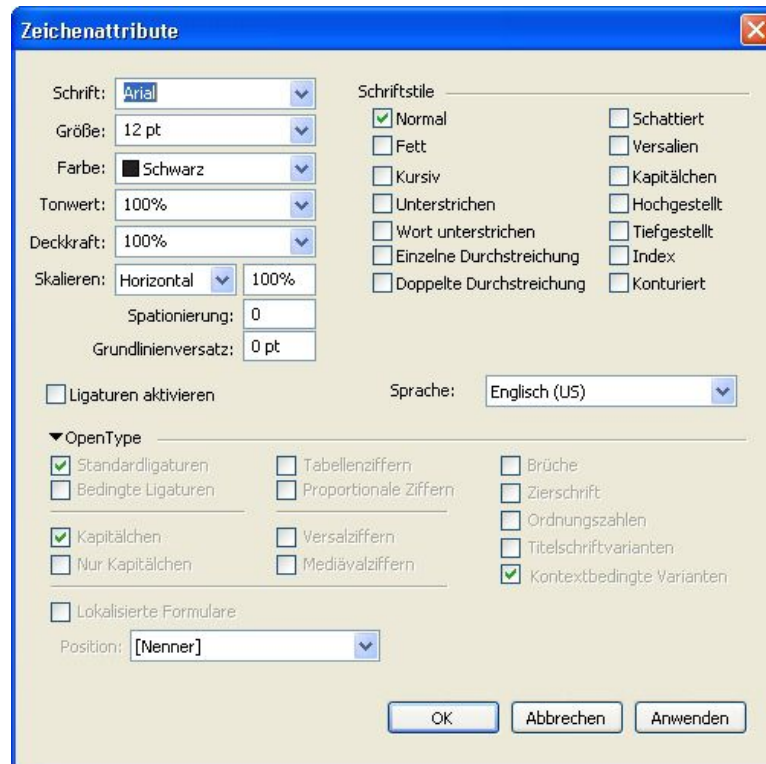 Zeichenattribute
Schrift: Arial
Größe: 12 pt
Farbe: Schwarz
Tonwert: 100%
Deckkraft: 100%
Skalieren: Horizontal 100%
Spationierung: 0
Grundlinienversatz: 0 pt
Schriftstile
Normal
Fett
Kursiv
Unterstrichen
Wort unterstrichen
Einzelne Durchstreichung
Doppelte Durchstreichung
Schattiert
Versalien
Kapitälchen
Hochgestellt
Tiefgestellt
Index
Konturiert
Ligaturen aktivieren
Sprache: Englisch (US)
OpenType
Standardligaturen
Bedingte Ligaturen
Kapitälchen
Nur Kapitälchen
Tabellenziffern
Proportionale Ziffern
Versalziffern
Mediävalziffern
Brüche
Zierschrift
Ordnungszahlen
Titelschriftvarianten
Kontextbedingte Varianten
Lokalisierte Formulare
Position: [Nenner]
OK Abbrechen Anwenden